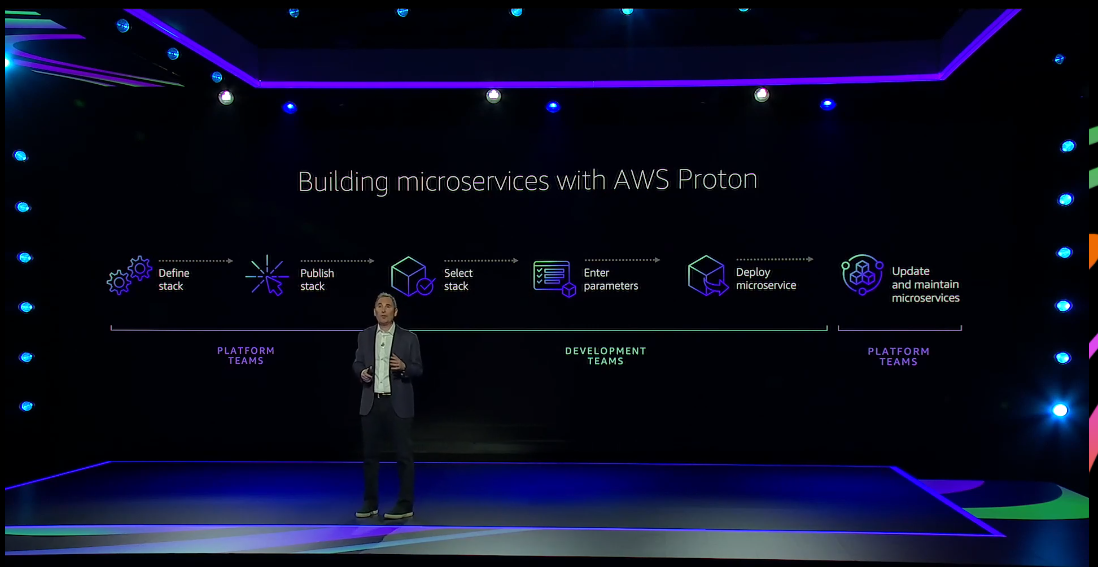 Building microservices with AWS Proton
Define
stack
Publish
stack
Select
stack
Enter
parameters
Deploy
microservice
Update
and maintain
microservices
PLATFORM
TEAMS
DEVELOPMENT
TEAMS
PLATFORM
TEAMS